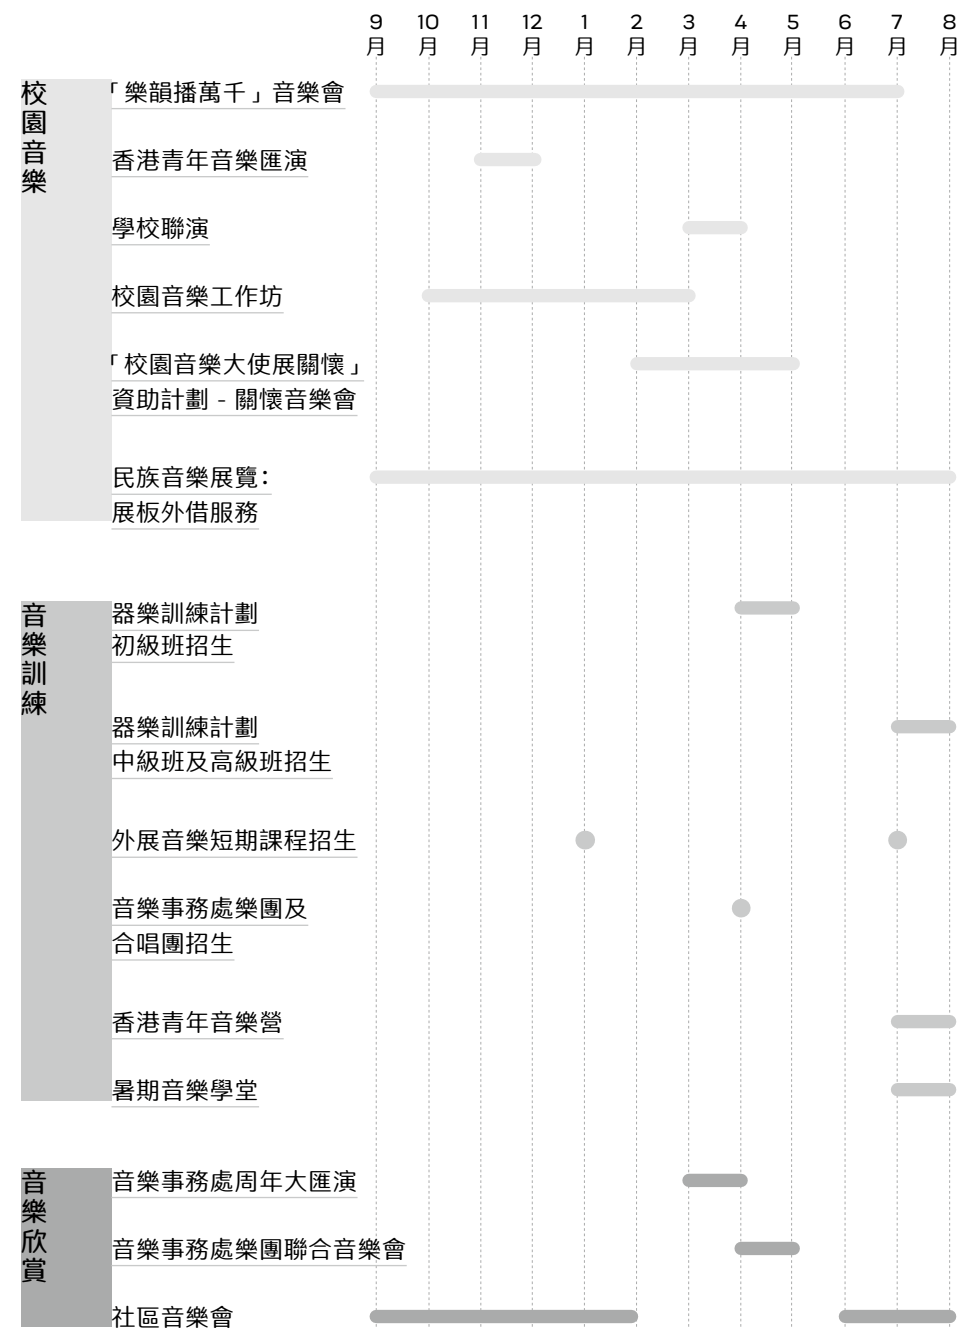 9月 10月 11月 12月 1月 2月 3月 4月 5月 6月 7月 8月
校園音樂
「樂韻播萬千」音樂會
香港青年音樂匯演
學校聯演
校園音樂工作坊
「校園音樂大使展關懷」
資助計劃 - 關懷音樂會
民族音樂展覽：
展板外借服務
音樂訓練
器樂訓練計劃
初級班招生
器樂訓練計劃
中級班及高級班招生
外展音樂短期課程招生
音樂事務處樂團及
合唱團招生
香港青年音樂營
暑期音樂學堂
音樂欣賞
音樂事務處周年大匯演
音樂事務處樂團聯合音樂會
社區音樂會